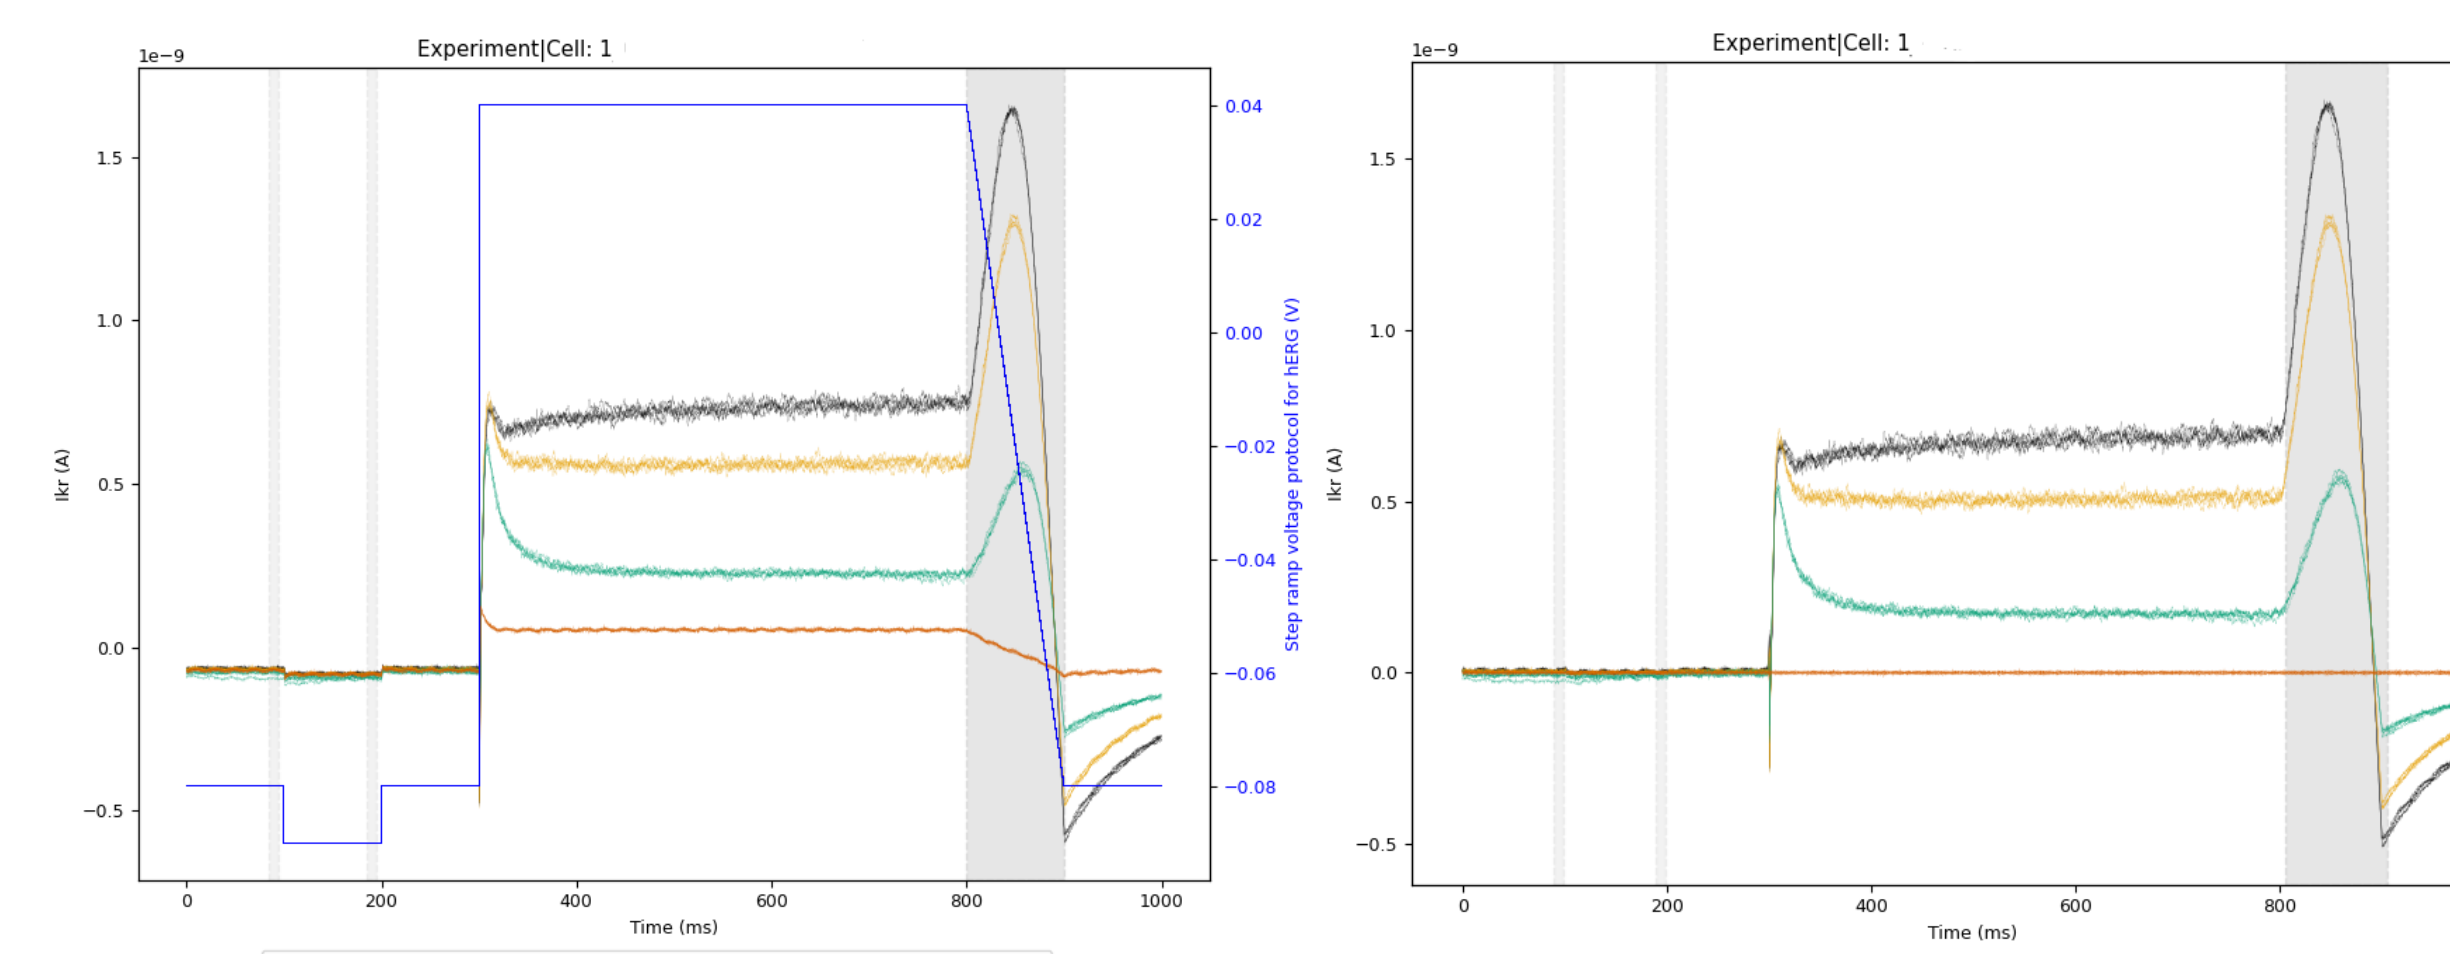 Experiment|Cell: 1
1e−9
1.5
1.0
0.5
0.0
−0.5
Ikr (A)
0 200 400 600 800 1000
Time (ms)
0.04
0.02
0.00
−0.02
−0.04
−0.06
−0.08
Step ramp voltage protocol for hERG (V)
Experiment|Cell: 1
1e−9
1.5
1.0
0.5
0.0
−0.5
Ikr (A)
0 200 400 600 800
Time (ms)